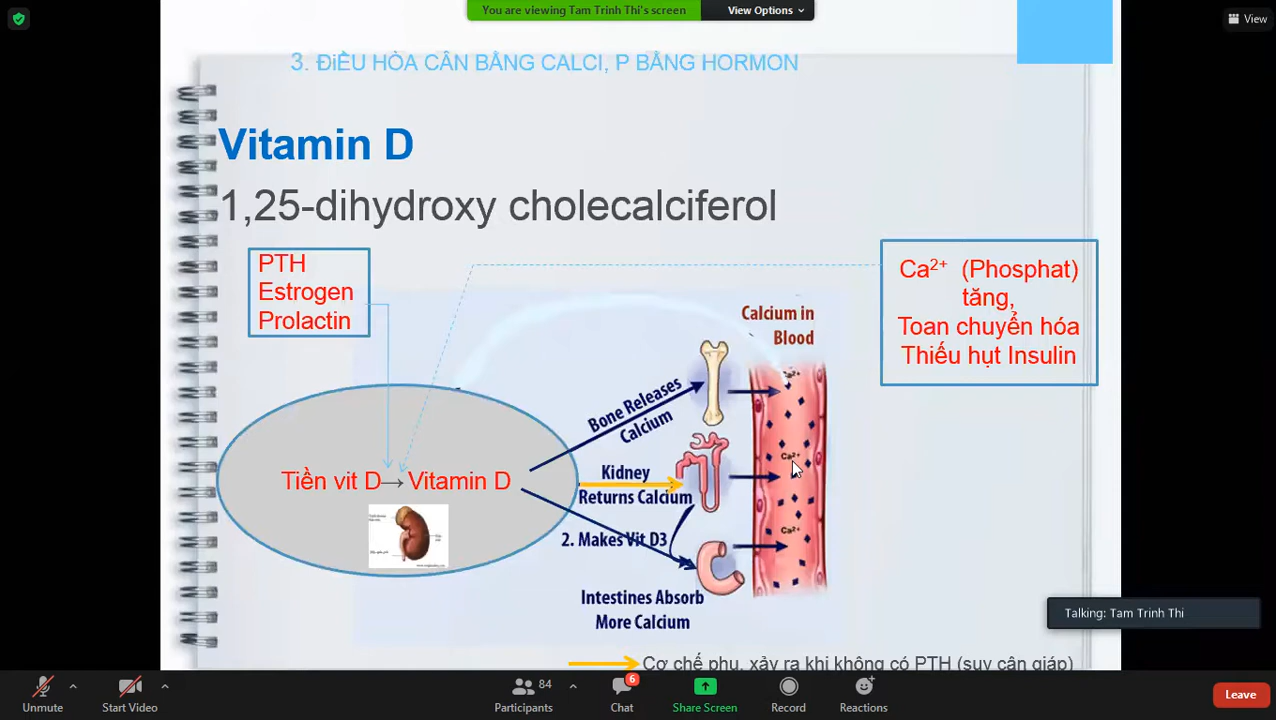 You are viewing Tam Trinh Thi's screen
View Options
View
3. ĐiỀU HÒA CÂN BẰNG CALCI, P BẰNG HORMON
Vitamin D
1,25-dihydroxy cholecalciferol
PTH
Estrogen
Prolactin
Ca²⁺ (Phosphat)
tăng,
Toan chuyển hóa
Thiếu hụt Insulin
Calcium in
Blood
Bone Releases
Calcium
Ca²⁺
Kidney
Returns Calcium
Ca²⁺
Tiền vit D→Vitamin D
2. Makes Vit D3
Ca²⁺
Intestines Absorb
More Calcium
Talking: Tam Trinh Thi
Cơ chế phụ, xảy ra khi không có PTH (suy cận giáp)
Unmute
Start Video
84
Participants
6
Chat
Share Screen
Record
Reactions
Leave